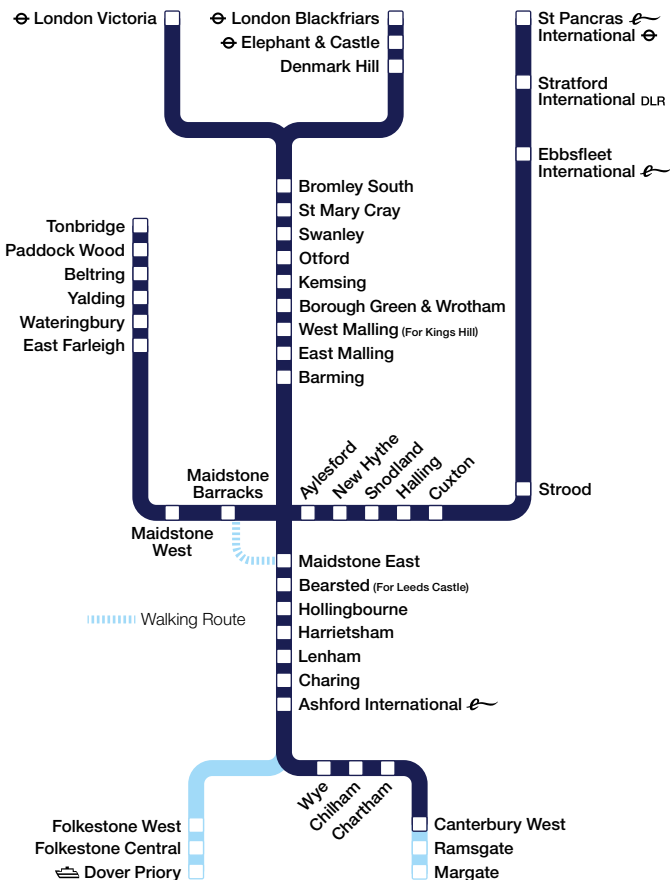 London Victoria
London Blackfriars
Elephant & Castle
Denmark Hill
St Pancras
International
Stratford
International DLR
Ebbsfleet
International
Bromley South
St Mary Cray
Swanley
Otford
Kemsing
Borough Green & Wrotham
West Malling (For Kings Hill)
East Malling
Barming
Tonbridge
Paddock Wood
Beltring
Yalding
Wateringbury
East Farleigh
Maidstone
Barracks
Aylesford
New Hythe
Snodland
Halling
Cuxton
Strood
Maidstone
West
Maidstone East
Bearsted (For Leeds Castle)
Hollingbourne
Harrietsham
Lenham
Charing
Ashford International
Walking Route
Wye
Chilham
Chartham
Folkestone West
Folkestone Central
Dover Priory
Canterbury West
Ramsgate
Margate